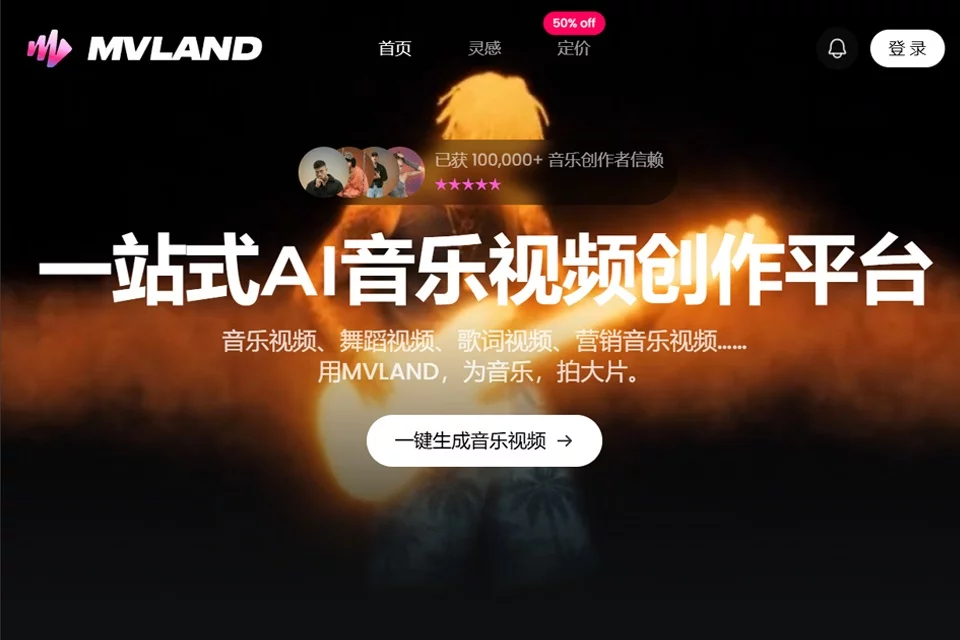 50% off
MVLAND
首页
灵感
定价
登 录
已获 100,000+ 音乐创作者信赖
★★★★★
一站式AI音乐视频创作平台
音乐视频、舞蹈视频、歌词视频、营销音乐视频……
用MVLAND，为音乐，拍大片。
一键生成音乐视频 →